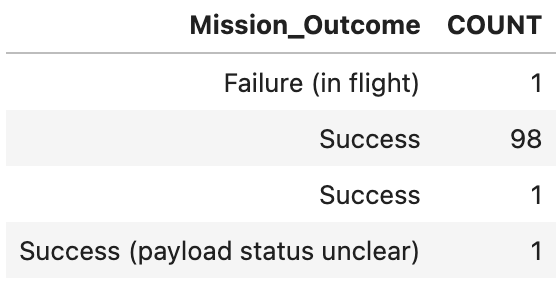 Mission_Outcome COUNT
Failure (in flight) 1
Success 98
Success 1
Success (payload status unclear) 1